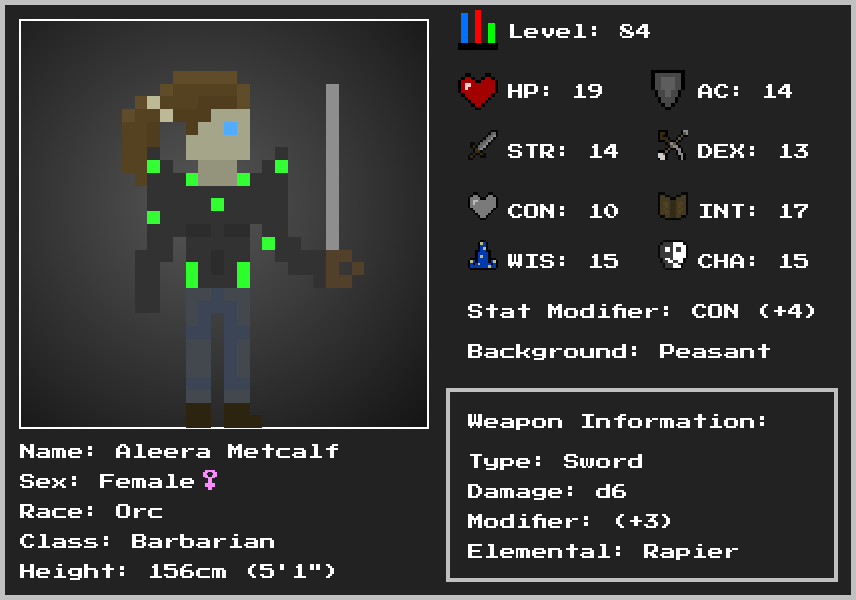 Level: 84
HP: 19
AC: 14
STR: 14
DEX: 13
CON: 10
INT: 17
WIS: 15
CHA: 15
Stat Modifier: CON (+4)
Background: Peasant
Weapon Information:
Type: Sword
Damage: d6
Modifier: (+3)
Elemental: Rapier
Name: Aleera Metcalf
Sex: Female♀
Race: Orc
Class: Barbarian
Height: 156cm (5'1")